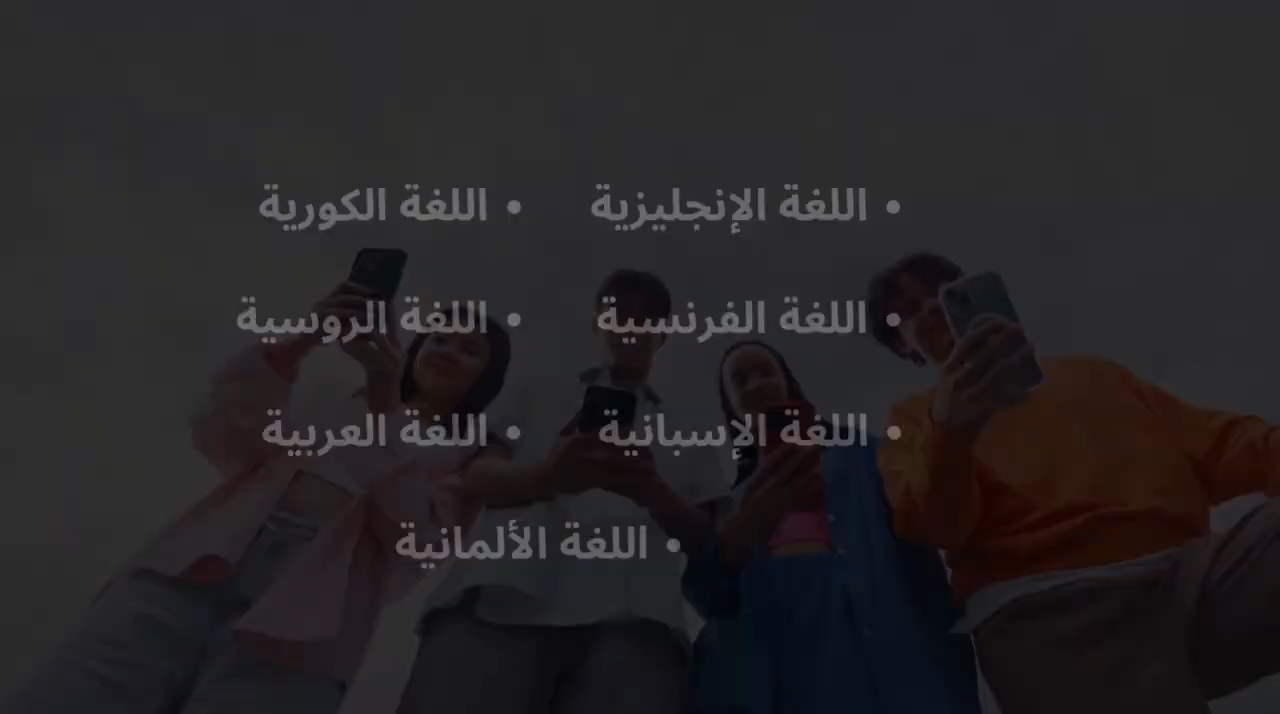 • اللغة الإنجليزية • اللغة الكورية
• اللغة الفرنسية • اللغة الروسية
• اللغة الإسبانية • اللغة العربية
• اللغة الألمانية